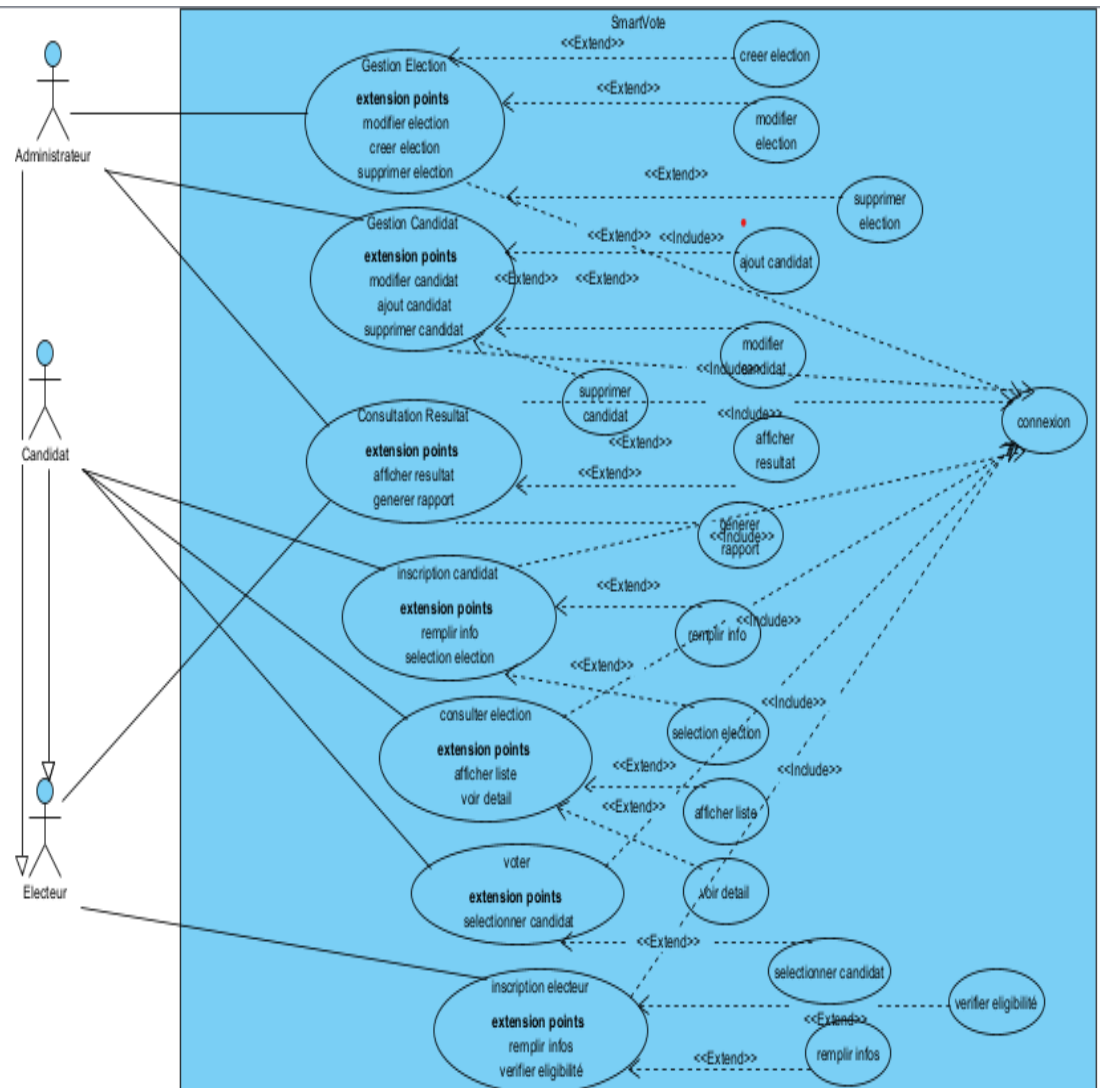 SmartVote
<<Extend>>
creer election
Gestion Election
extension points
modifier election
creer election
supprimer election
<<Extend>>
modifier
election
Administrateur
<<Extend>>
supprimer
election
Gestion Candidat
extension points
modifier candidat
ajout candidat
supprimer candidat
<<Extend>>
<<Include>>
ajout candidat
<<Extend>>
<<Extend>>
modifier
candidat
<<Include>>
supprimer
candidat
Candidat
Consultation Resultat
extension points
afficher resultat
generer rapport
<<Include>>
<<Extend>>
afficher
resultat
<<Extend>>
connexion
generer
rapport
<<Include>>
inscription candidat
extension points
remplir info
selection election
<<Extend>>
remplir info
<<Include>>
<<Extend>>
selection election
<<Include>>
consulter election
extension points
afficher liste
voir detail
<<Extend>>
<<Include>>
afficher liste
<<Extend>>
voir detail
Electeur
voter
extension points
selectionner candidat
<<Extend>>
selectionner candidat
inscription electeur
extension points
remplir infos
verifier eligibilité
verifier eligibilité
<<Extend>>
<<Extend>>
remplir infos